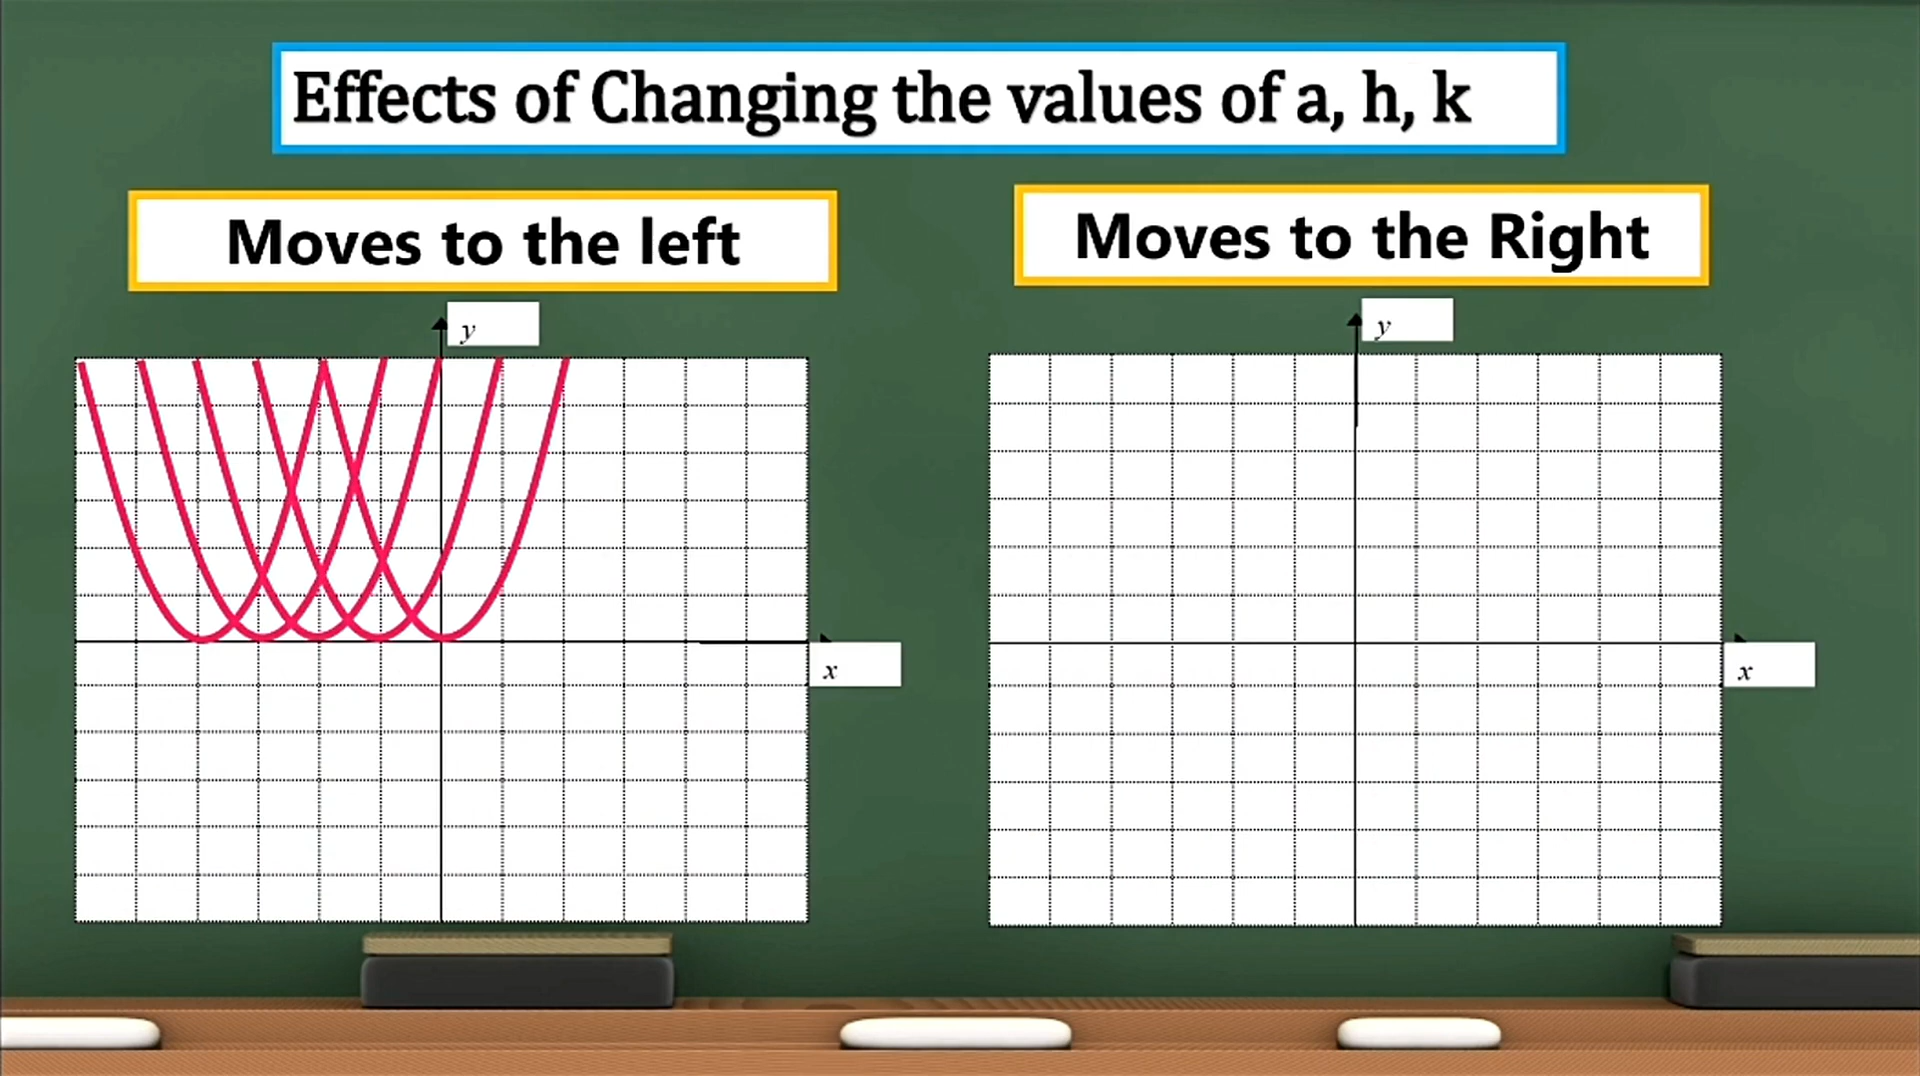 Effects of Changing the values of a, h, k
Moves to the left
Moves to the Right
y
y
x
x